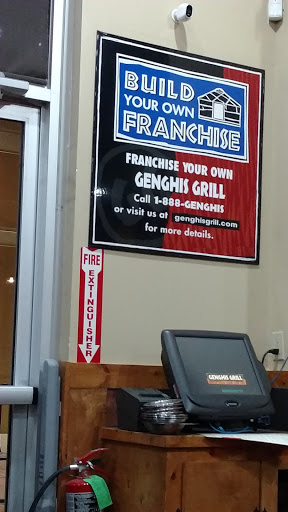 BUILD
YOUR OWN
FRANCHISE
FRANCHISE YOUR OWN
GENGHIS GRILL
Call 1-888-GENGHIS
or visit us at genghisgrill.com
for more details.
FIRE
EXTINGUISHER
GENGHIS GRILL